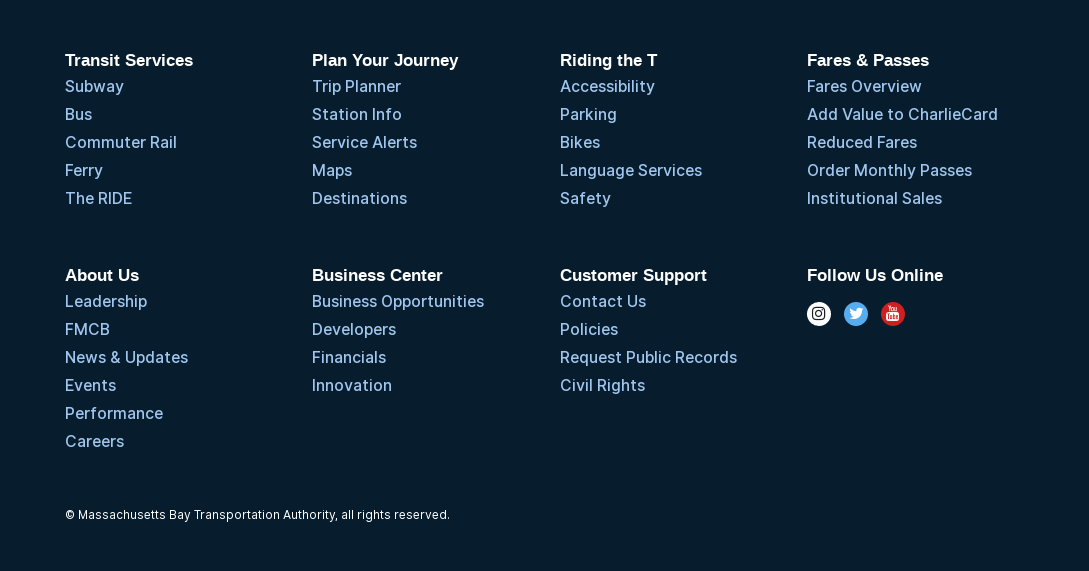 Transit Services
Subway
Bus
Commuter Rail
Ferry
The RIDE
Plan Your Journey
Trip Planner
Station Info
Service Alerts
Maps
Destinations
Riding the T
Accessibility
Parking
Bikes
Language Services
Safety
Fares & Passes
Fares Overview
Add Value to CharlieCard
Reduced Fares
Order Monthly Passes
Institutional Sales
About Us
Leadership
FMCB
News & Updates
Events
Performance
Careers
Business Center
Business Opportunities
Developers
Financials
Innovation
Customer Support
Contact Us
Policies
Request Public Records
Civil Rights
Follow Us Online
You
Tube
© Massachusetts Bay Transportation Authority, all rights reserved.